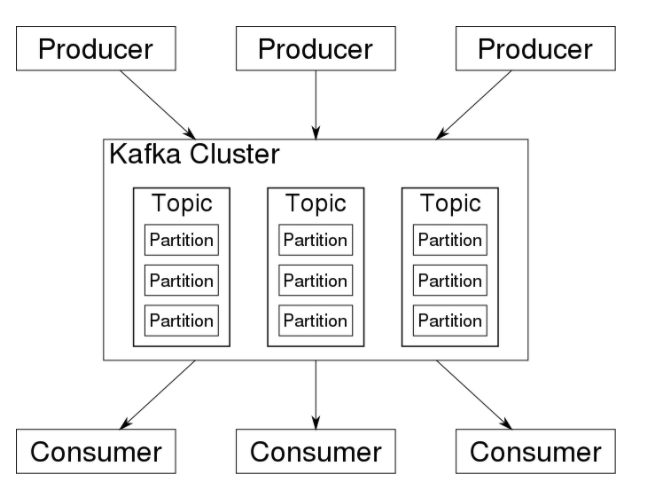 Producer
Producer
Producer
Kafka Cluster
Topic
Topic
Topic
Partition
Partition
Partition
Partition
Partition
Partition
Partition
Partition
Partition
Consumer
Consumer
Consumer